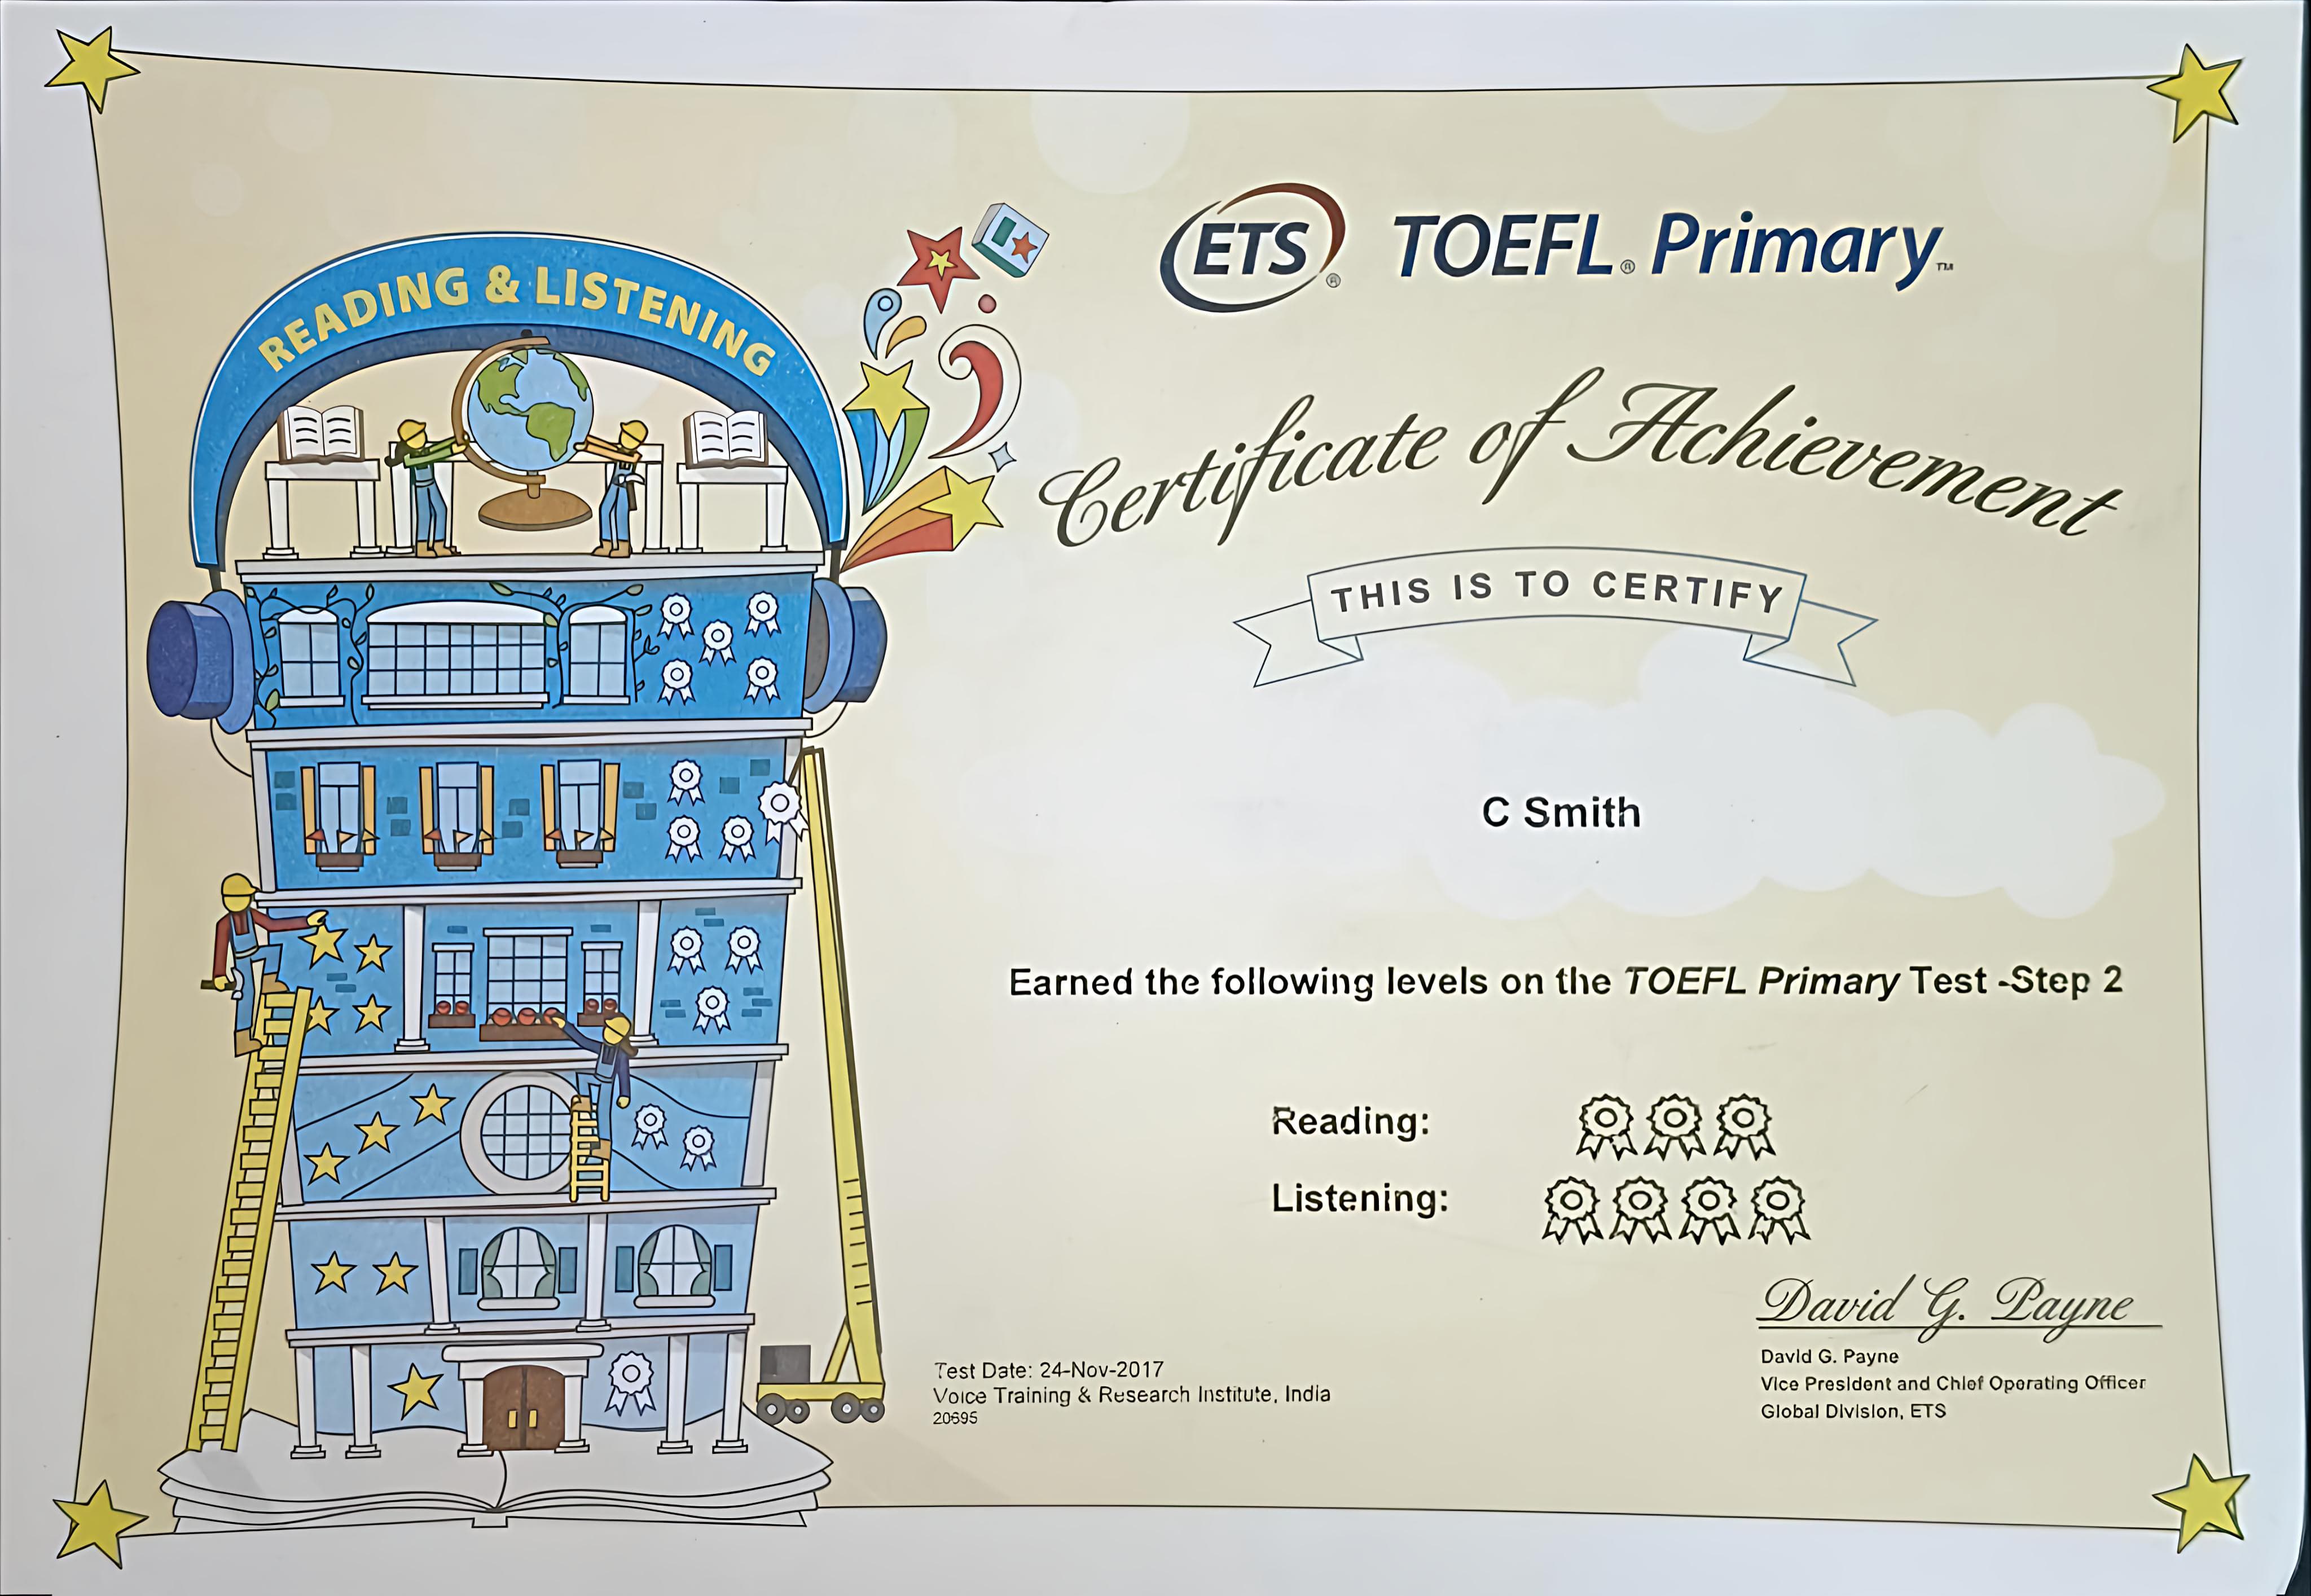 READING & LISTENING
ETS® TOEFL® Primary™
Certificate of Achievement
THIS IS TO CERTIFY
C Smith
Earned the following levels on the TOEFL Primary Test -Step 2
Reading:
Listening:
David G. Payne
David G. Payne
Vice President and Chief Operating Officer
Global Division, ETS
Test Date: 24-Nov-2017
Voice Training & Research Institute, India
20695